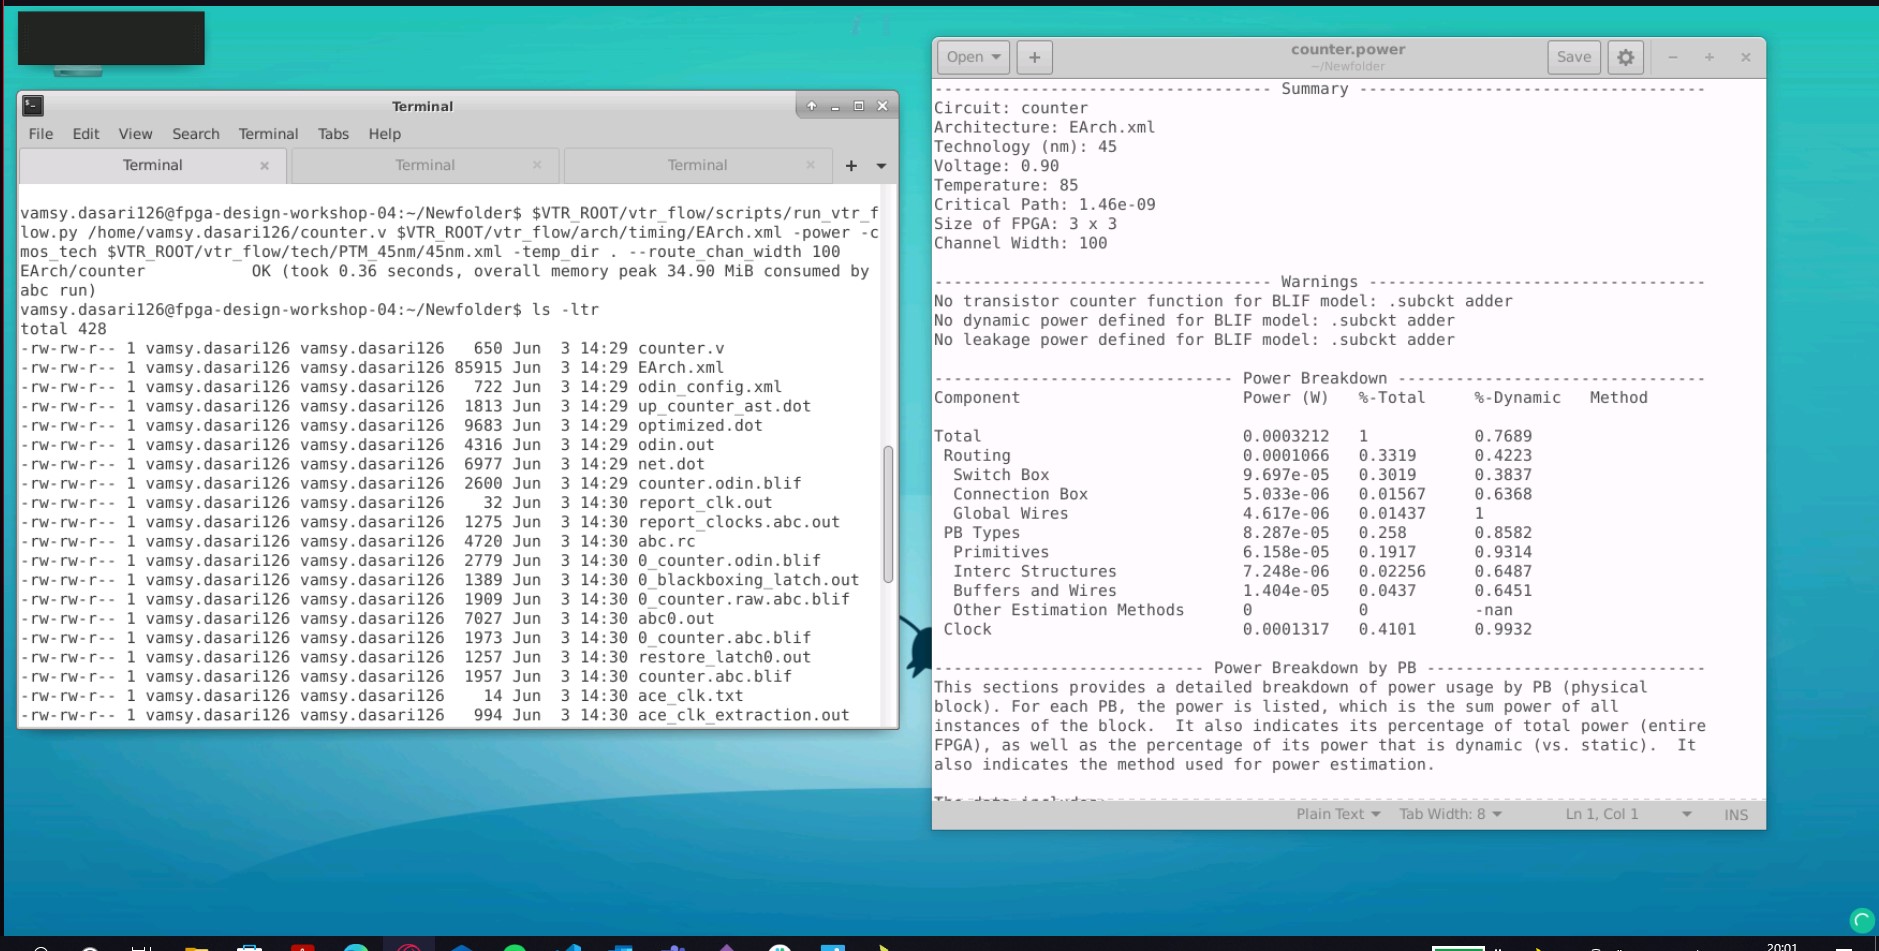 Terminal
File Edit View Search Terminal Tabs Help
Terminal × Terminal × Terminal × +
vamsy.dasari126@fpga-design-workshop-04:~/Newfolder$ $VTR_ROOT/vtr_flow/scripts/run_vtr_f
low.py /home/vamsy.dasari126/counter.v $VTR_ROOT/vtr_flow/arch/timing/EArch.xml -power -c
mos_tech $VTR_ROOT/vtr_flow/tech/PTM_45nm/45nm.xml -temp_dir . --route_chan_width 100
EArch/counter           OK (took 0.36 seconds, overall memory peak 34.90 MiB consumed by
abc run)
vamsy.dasari126@fpga-design-workshop-04:~/Newfolder$ ls -ltr
total 428
-rw-rw-r-- 1 vamsy.dasari126 vamsy.dasari126   650 Jun  3 14:29 counter.v
-rw-rw-r-- 1 vamsy.dasari126 vamsy.dasari126 85915 Jun  3 14:29 EArch.xml
-rw-rw-r-- 1 vamsy.dasari126 vamsy.dasari126   722 Jun  3 14:29 odin_config.xml
-rw-rw-r-- 1 vamsy.dasari126 vamsy.dasari126  1813 Jun  3 14:29 up_counter_ast.dot
-rw-rw-r-- 1 vamsy.dasari126 vamsy.dasari126  9683 Jun  3 14:29 optimized.dot
-rw-rw-r-- 1 vamsy.dasari126 vamsy.dasari126  4316 Jun  3 14:29 odin.out
-rw-rw-r-- 1 vamsy.dasari126 vamsy.dasari126  6977 Jun  3 14:29 net.dot
-rw-rw-r-- 1 vamsy.dasari126 vamsy.dasari126  2600 Jun  3 14:29 counter.odin.blif
-rw-rw-r-- 1 vamsy.dasari126 vamsy.dasari126    32 Jun  3 14:30 report_clk.out
-rw-rw-r-- 1 vamsy.dasari126 vamsy.dasari126  1275 Jun  3 14:30 report_clocks.abc.out
-rw-rw-r-- 1 vamsy.dasari126 vamsy.dasari126  4720 Jun  3 14:30 abc.rc
-rw-rw-r-- 1 vamsy.dasari126 vamsy.dasari126  2779 Jun  3 14:30 0_counter.odin.blif
-rw-rw-r-- 1 vamsy.dasari126 vamsy.dasari126  1389 Jun  3 14:30 0_blackboxing_latch.out
-rw-rw-r-- 1 vamsy.dasari126 vamsy.dasari126  1909 Jun  3 14:30 0_counter.raw.abc.blif
-rw-rw-r-- 1 vamsy.dasari126 vamsy.dasari126  7027 Jun  3 14:30 abc0.out
-rw-rw-r-- 1 vamsy.dasari126 vamsy.dasari126  1973 Jun  3 14:30 0_counter.abc.blif
-rw-rw-r-- 1 vamsy.dasari126 vamsy.dasari126  1257 Jun  3 14:30 restore_latch0.out
-rw-rw-r-- 1 vamsy.dasari126 vamsy.dasari126  1957 Jun  3 14:30 counter.abc.blif
-rw-rw-r-- 1 vamsy.dasari126 vamsy.dasari126    14 Jun  3 14:30 ace_clk.txt
-rw-rw-r-- 1 vamsy.dasari126 vamsy.dasari126   994 Jun  3 14:30 ace_clk_extraction.out
Open + counter.power Save
~/Newfolder
----------------------------------- Summary ------------------------------------
Circuit: counter
Architecture: EArch.xml
Technology (nm): 45
Voltage: 0.90
Temperature: 85
Critical Path: 1.46e-09
Size of FPGA: 3 x 3
Channel Width: 100
----------------------------------- Warnings -----------------------------------
No transistor counter function for BLIF model: .subckt adder
No dynamic power defined for BLIF model: .subckt adder
No leakage power defined for BLIF model: .subckt adder
------------------------------- Power Breakdown --------------------------------
Component                       Power (W)   %-Total     %-Dynamic   Method
Total                           0.0003212   1           0.7689
 Routing                        0.0001066   0.3319      0.4223
  Switch Box                    9.697e-05   0.3019      0.3837
  Connection Box                5.033e-06   0.01567     0.6368
  Global Wires                  4.617e-06   0.01437     1
 PB Types                       8.287e-05   0.258       0.8582
  Primitives                    6.158e-05   0.1917      0.9314
  Interc Structures             7.248e-06   0.02256     0.6487
  Buffers and Wires             1.404e-05   0.0437      0.6451
  Other Estimation Methods      0           0           -nan
 Clock                          0.0001317   0.4101      0.9932
---------------------------- Power Breakdown by PB -----------------------------
This sections provides a detailed breakdown of power usage by PB (physical
block). For each PB, the power is listed, which is the sum power of all
instances of the block.  It also indicates its percentage of total power (entire
FPGA), as well as the percentage of its power that is dynamic (vs. static).  It
also indicates the method used for power estimation.
Plain Text Tab Width: 8 Ln 1, Col 1 INS
20:01